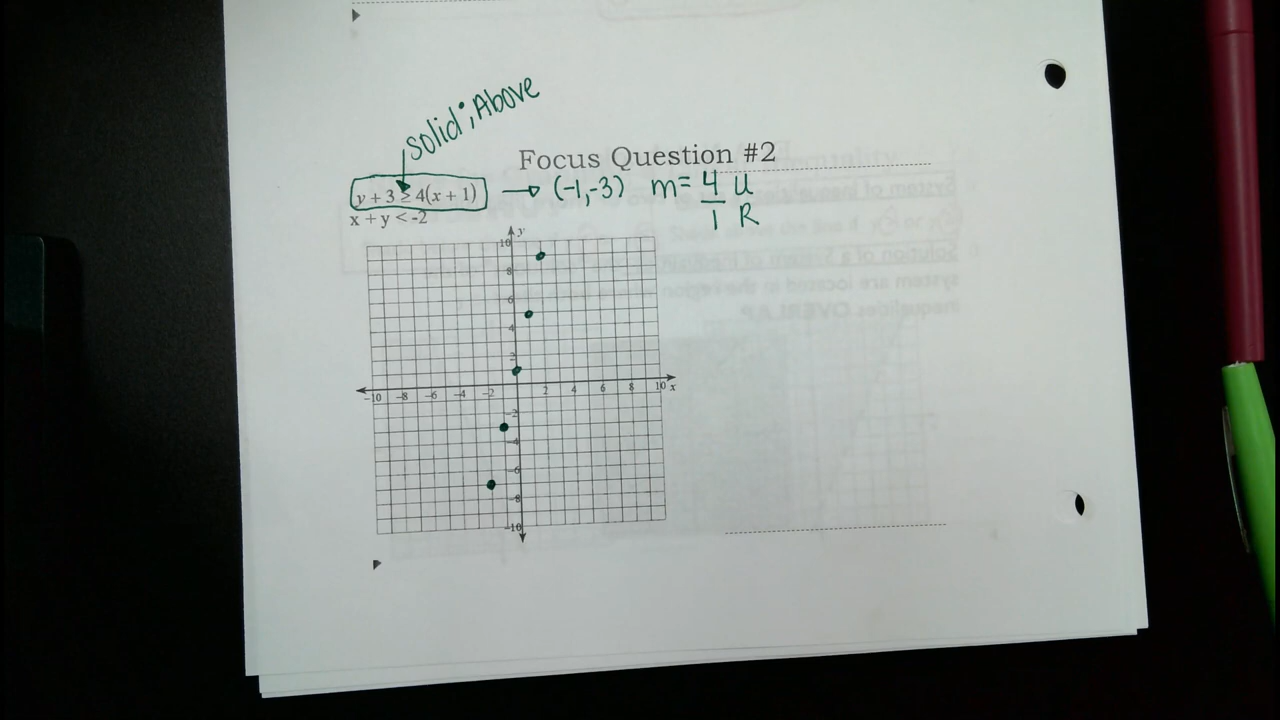 solid; Above
Focus Question #2
y + 3 ≥ 4(x + 1) → (-1,-3) m= 4/1 U/R
x + y < -2
y
10
8
6
4
2
-10 -8 -6 -4 -2 2 4 6 8 10 x
-2
-4
-6
-8
-10